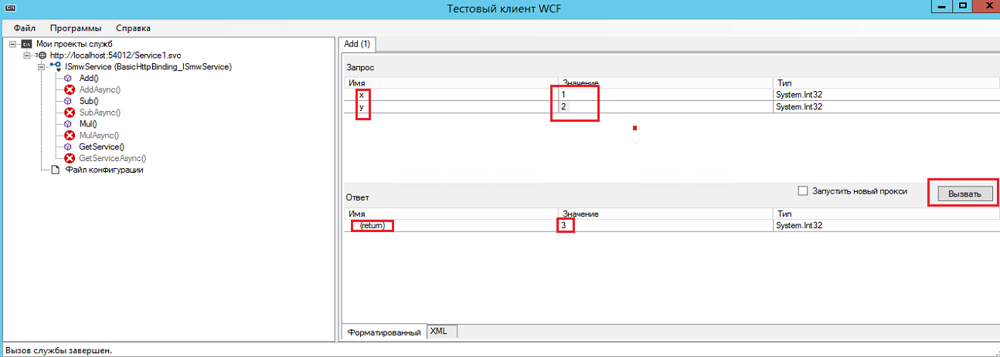 Тестовый клиент WCF
Файл Программы Справка
Мои проекты служб
http://localhost:54012/Service1.svc
ISmwService (BasicHttpBinding_ISmwService)
Add()
AddAsync()
Sub()
SubAsync()
Mul()
MulAsync()
GetService()
GetServiceAsync()
Файл конфигурации
Add (1)
Запрос
Имя Значение Тип
x 1 System.Int32
y 2 System.Int32
Ответ Запустить новый прокси Вызвать
Имя Значение Тип
(return) 3 System.Int32
Форматированный XML
Вызов службы завершен.